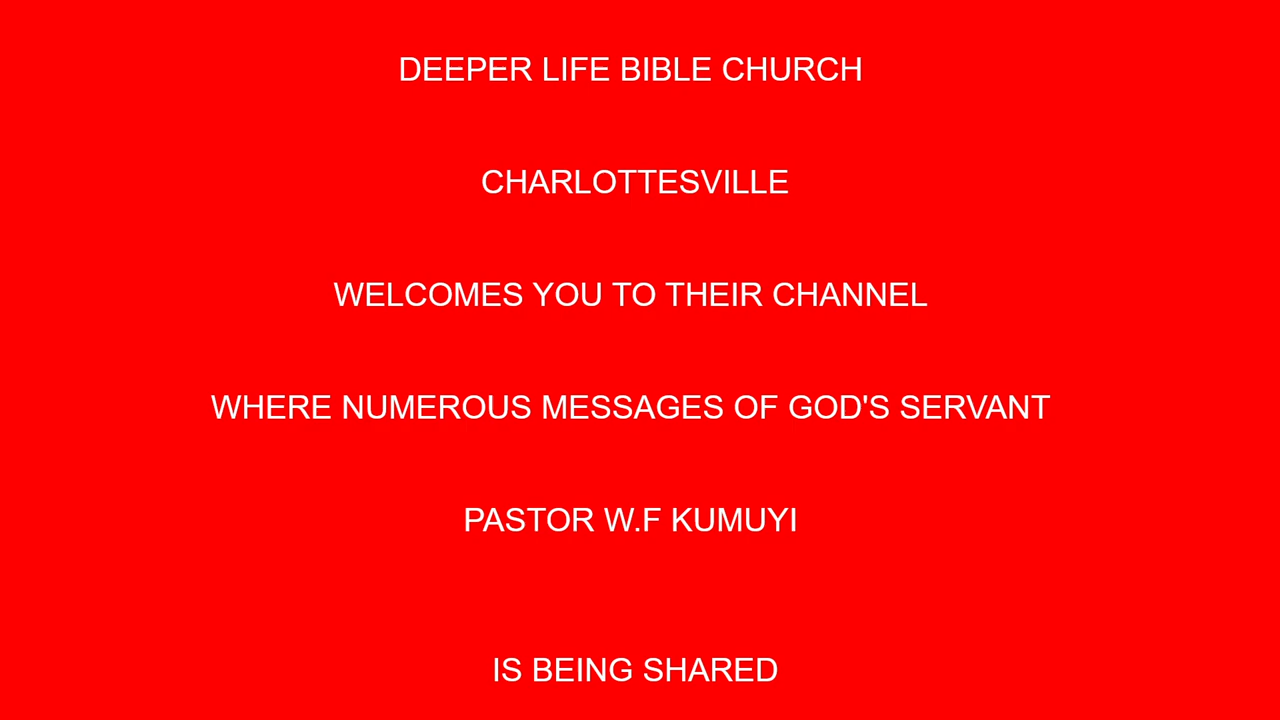 DEEPER LIFE BIBLE CHURCH
CHARLOTTESVILLE
WELCOMES YOU TO THEIR CHANNEL
WHERE NUMEROUS MESSAGES OF GOD'S SERVANT
PASTOR W.F KUMUYI
IS BEING SHARED